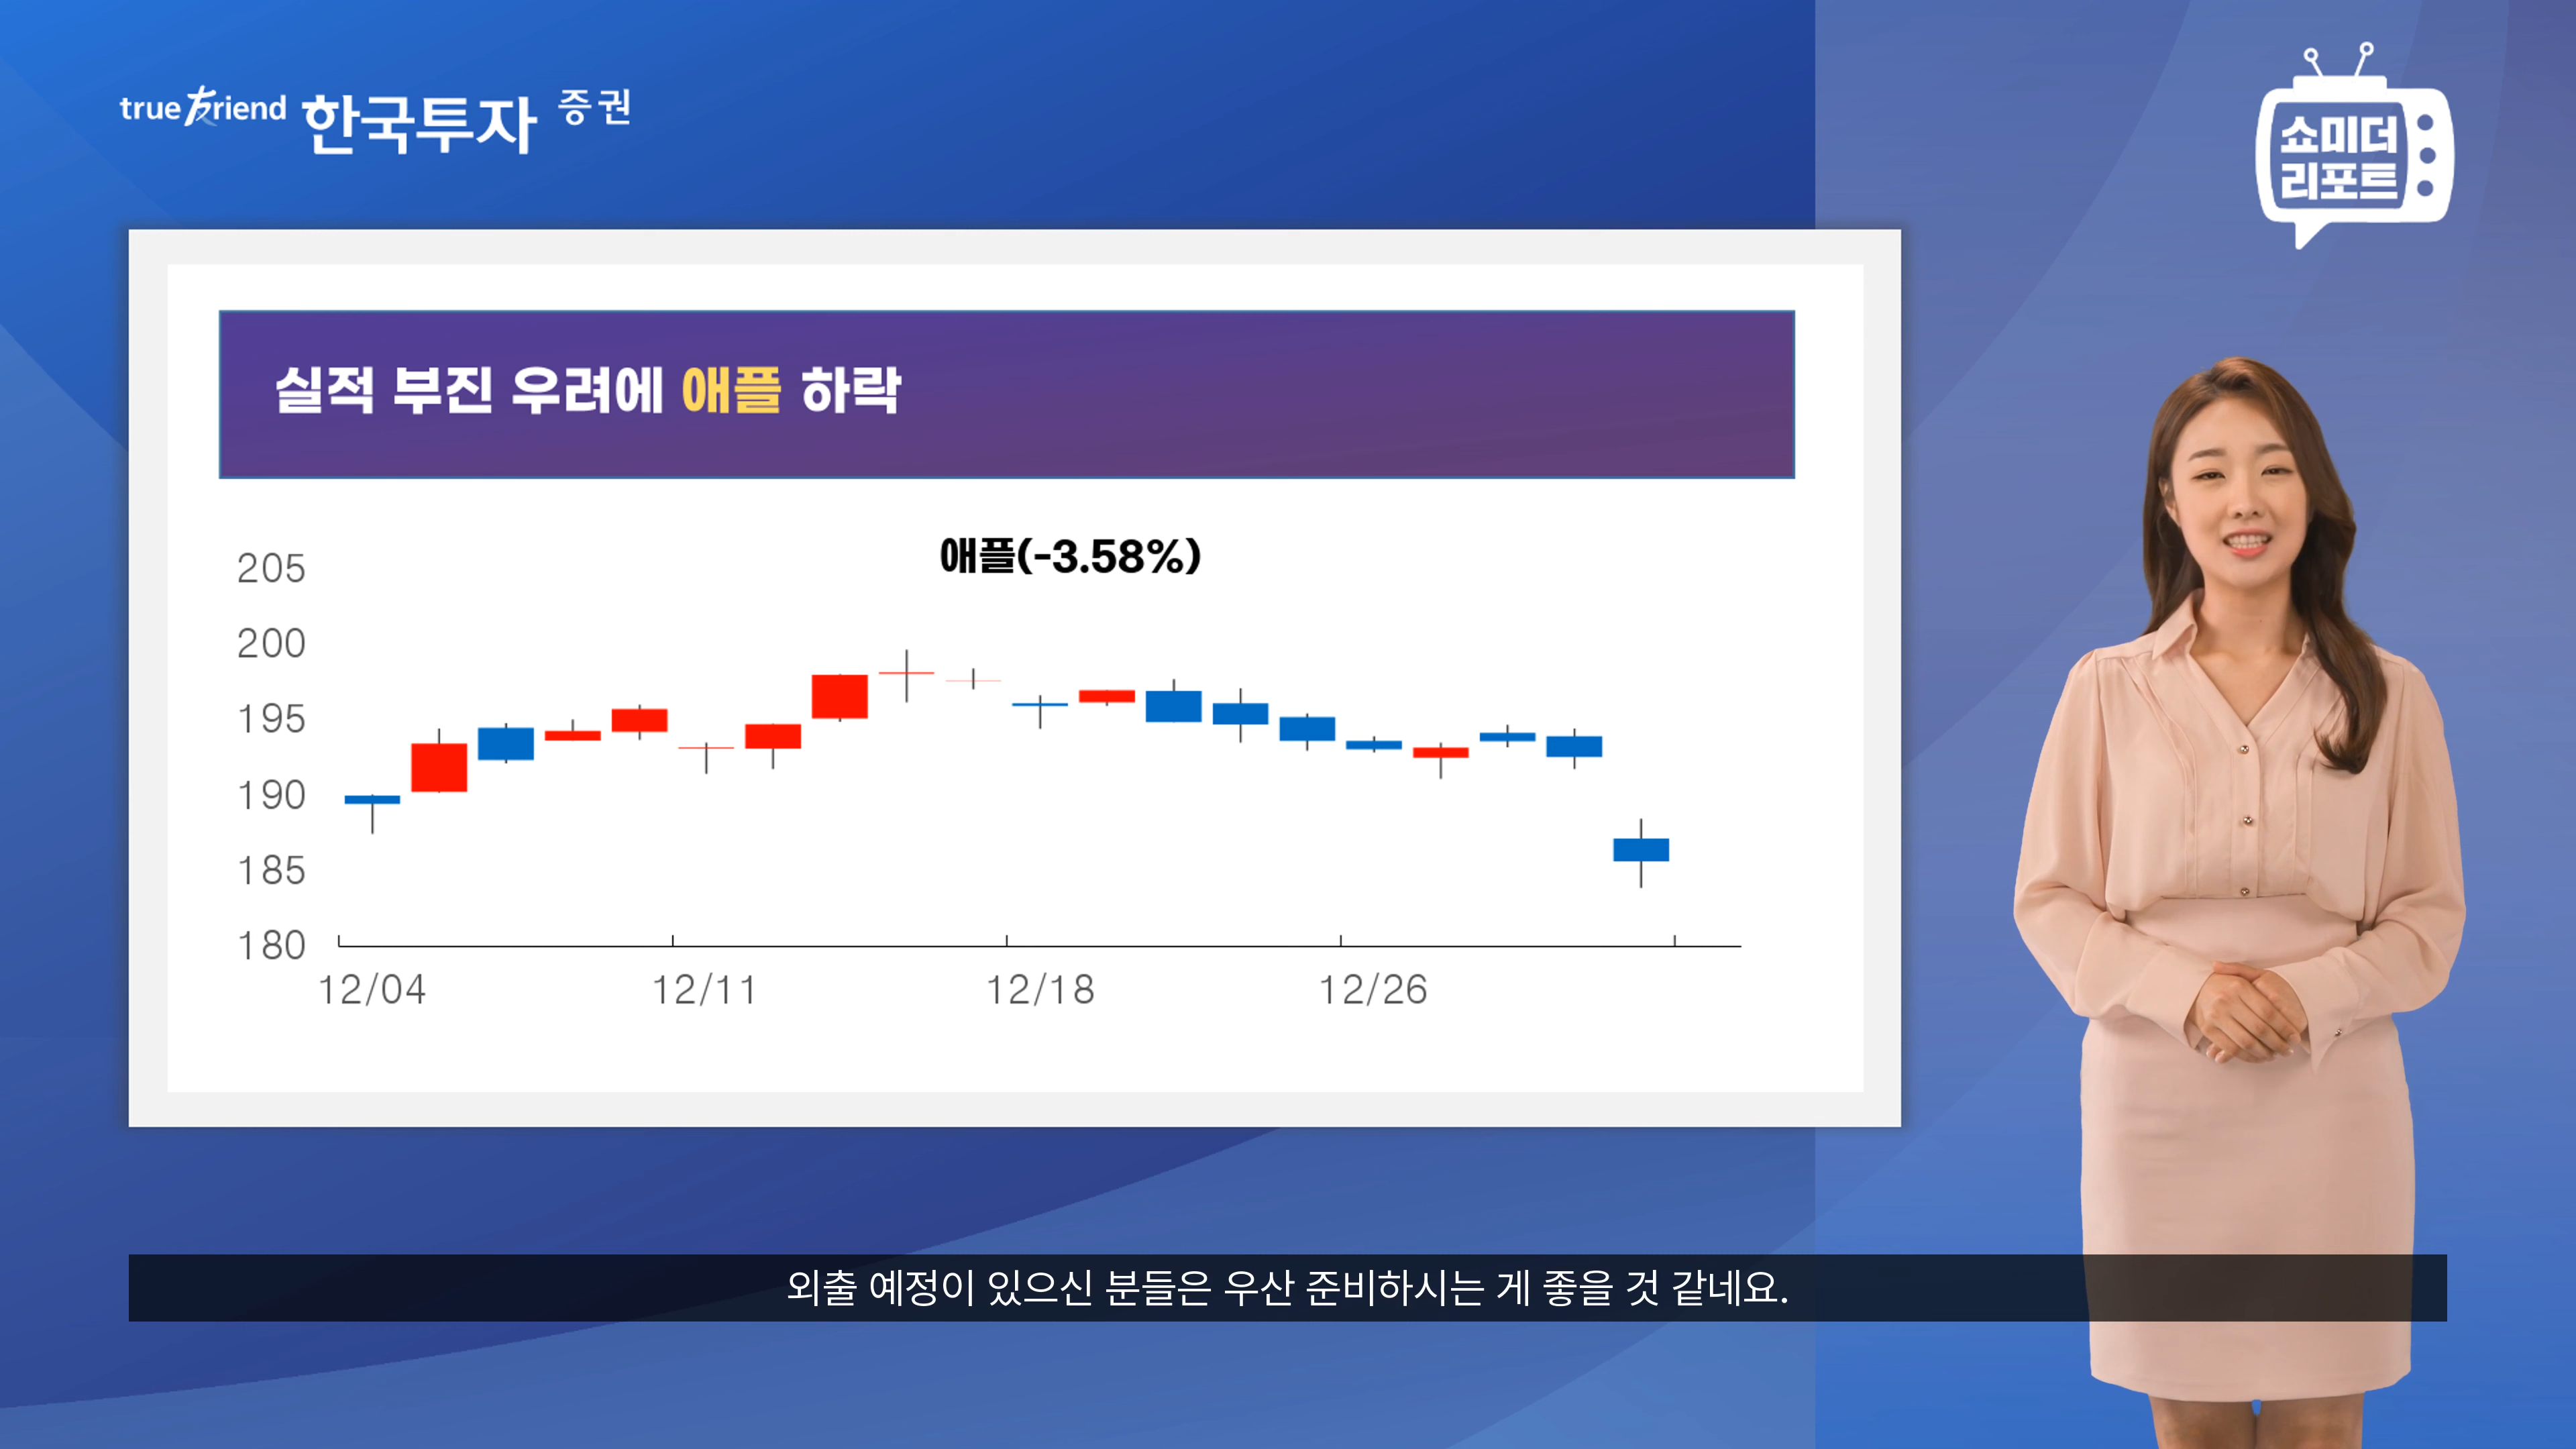 true friend 한국투자 증권
쇼미더
리포트
실적 부진 우려에 애플 하락
애플(-3.58%)
205
200
195
190
185
180
12/04 12/11 12/18 12/26
외출 예정이 있으신 분들은 우산 준비하시는 게 좋을 것 같네요.